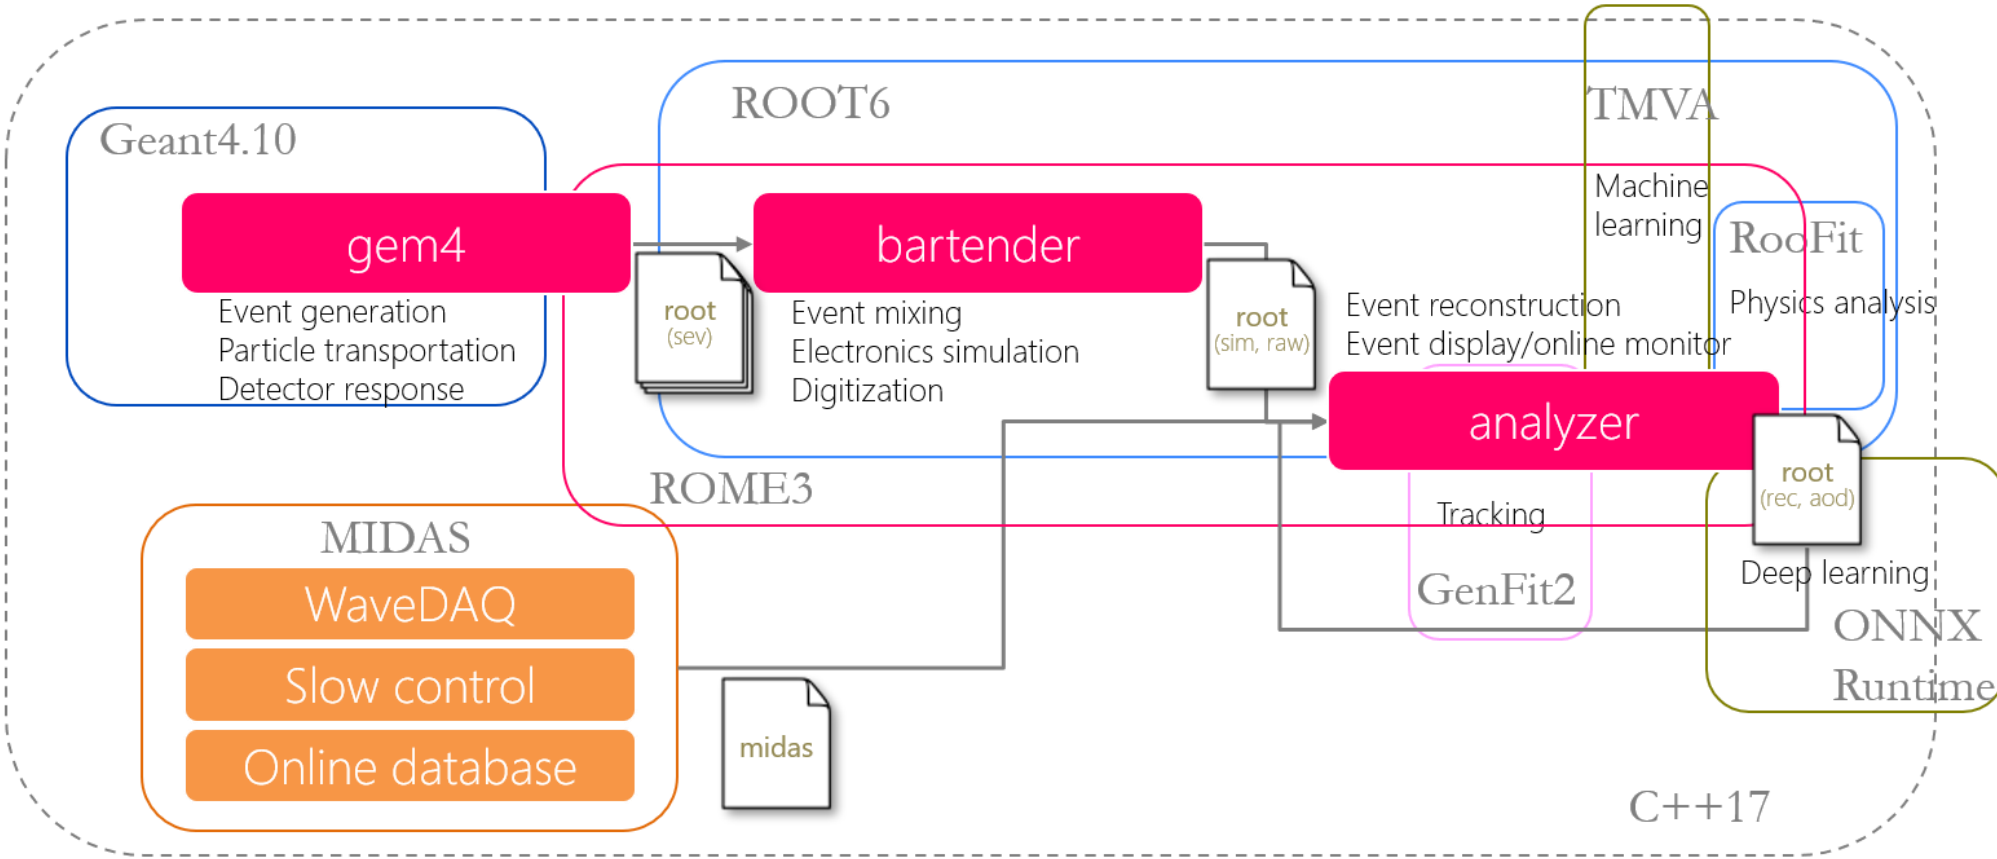 Geant4.10
gem4
Event generation
Particle transportation
Detector response
root
(sev)
ROOT6
bartender
Event mixing
Electronics simulation
Digitization
root
(sim, raw)
TMVA
Machine
learning
RooFit
Physics analysis
Event reconstruction
Event display/online monitor
analyzer
root
(rec, aod)
Tracking
GenFit2
Deep learning
ONNX
Runtime
ROME3
MIDAS
WaveDAQ
Slow control
Online database
midas
C++17